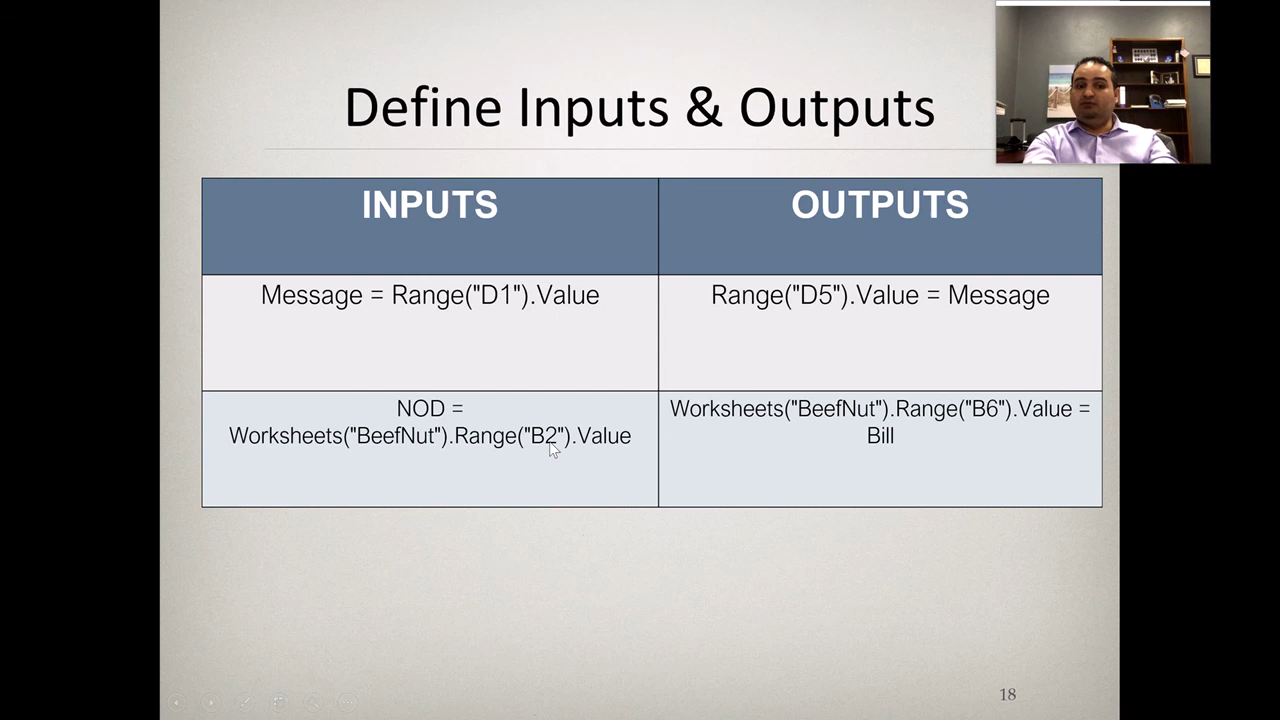 Define Inputs & Outputs
INPUTS
OUTPUTS
Message = Range("D1").Value
Range("D5").Value = Message
NOD =
Worksheets("BeefNut").Range("B2").Value
Worksheets("BeefNut").Range("B6").Value =
Bill
18